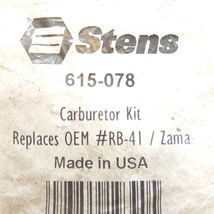 Stens
615-078
Carburetor Kit
Replaces OEM #RB-41 / Zama
Made in USA